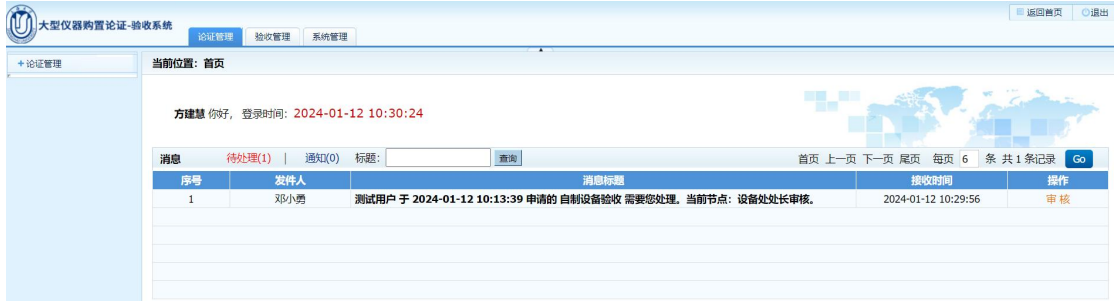 返回首页 退出
大型仪器购置论证-验收系统
论证管理 验收管理 系统管理
+论证管理
当前位置：首页
方建慧 你好， 登录时间：2024-01-12 10:30:24
消息 待处理(1) | 通知(0) 标题： 查询 首页 上一页 下一页 尾页 每页 6 条 共1条记录 Go
序号 发件人 消息标题 接收时间 操作
1 邓小勇 测试用户 于 2024-01-12 10:13:39 申请的 自制设备验收 需要您处理。当前节点：设备处处长审核。 2024-01-12 10:29:56 审 核